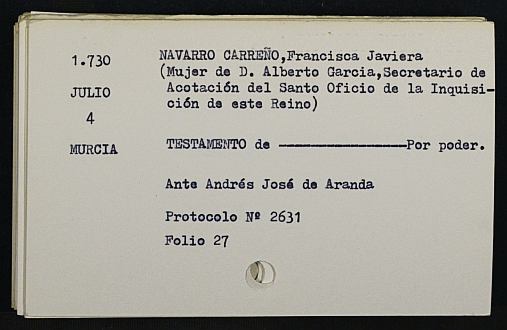 1.730
JULIO
4
MURCIA
NAVARRO CARREÑO,Francisca Javiera
(Mujer de D. Alberto Garcia,Secretario de
Acotación del Santo Oficio de la Inquisi-
ción de este Reino)
TESTAMENTO de ———————————Por poder.
Ante Andrés José de Aranda
Protocolo Nº 2631
Folio 27